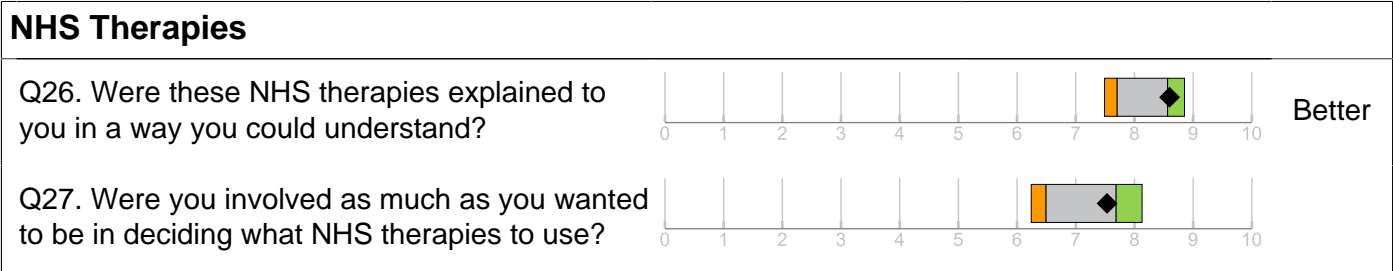 NHS Therapies
Q26. Were these NHS therapies explained to
you in a way you could understand?
0 1 2 3 4 5 6 7 8 9 10
Better
Q27. Were you involved as much as you wanted
to be in deciding what NHS therapies to use?
0 1 2 3 4 5 6 7 8 9 10